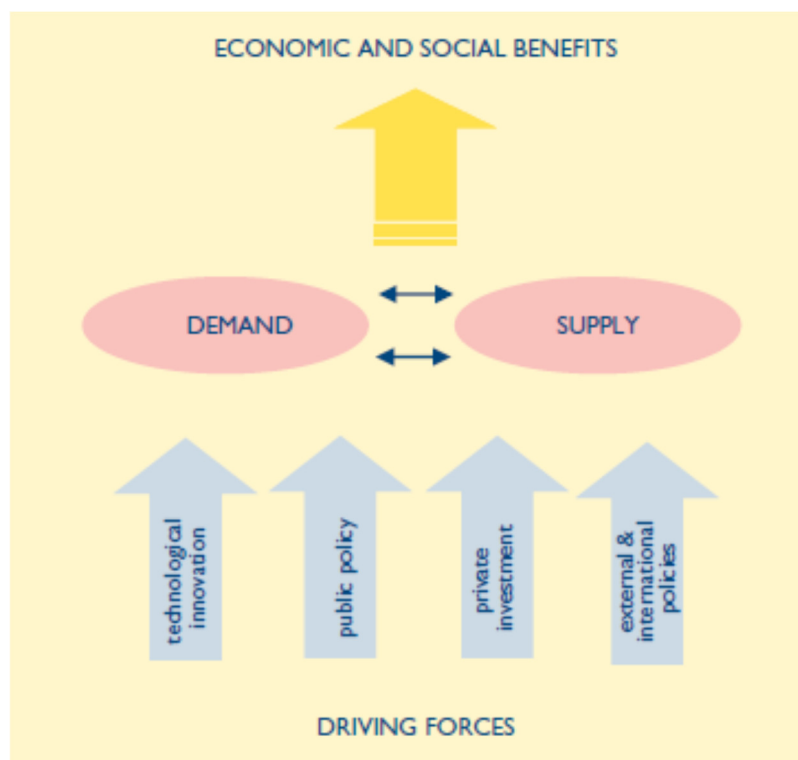 ECONOMIC AND SOCIAL BENEFITS
DEMAND
SUPPLY
technological
innovation
public policy
private
investment
external &
international
policies
DRIVING FORCES